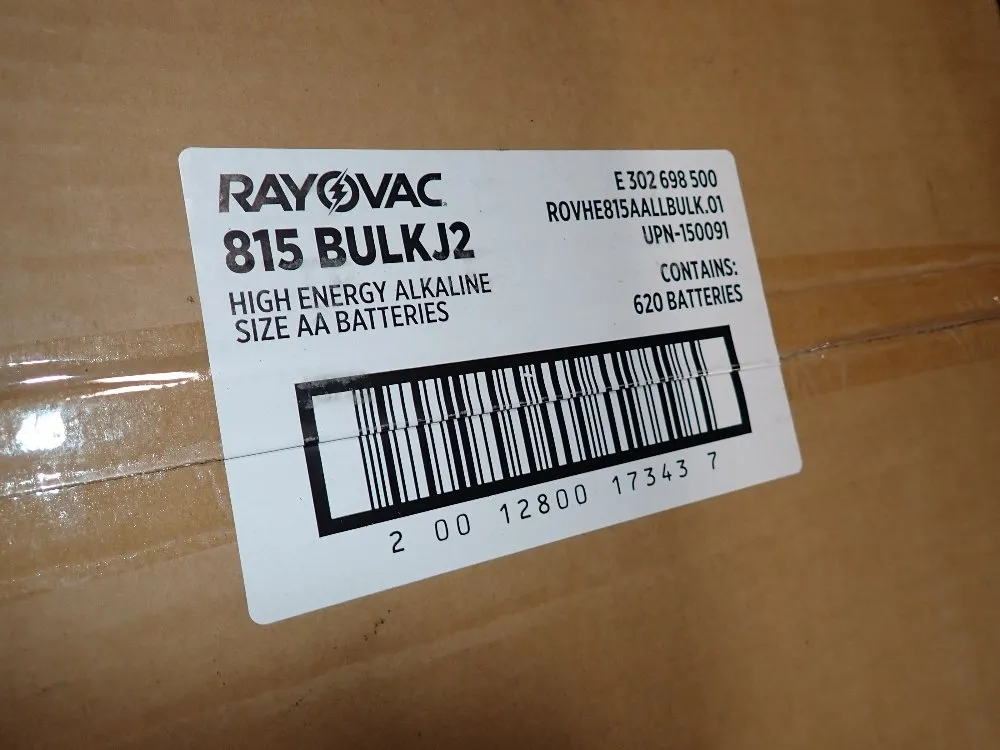 RAYOVAC
815 BULKJ2
HIGH ENERGY ALKALINE
SIZE AA BATTERIES
E 302 698 500
ROVHE815AALLBULK.01
UPN-150091
CONTAINS:
620 BATTERIES
2 00 12800 17343 7